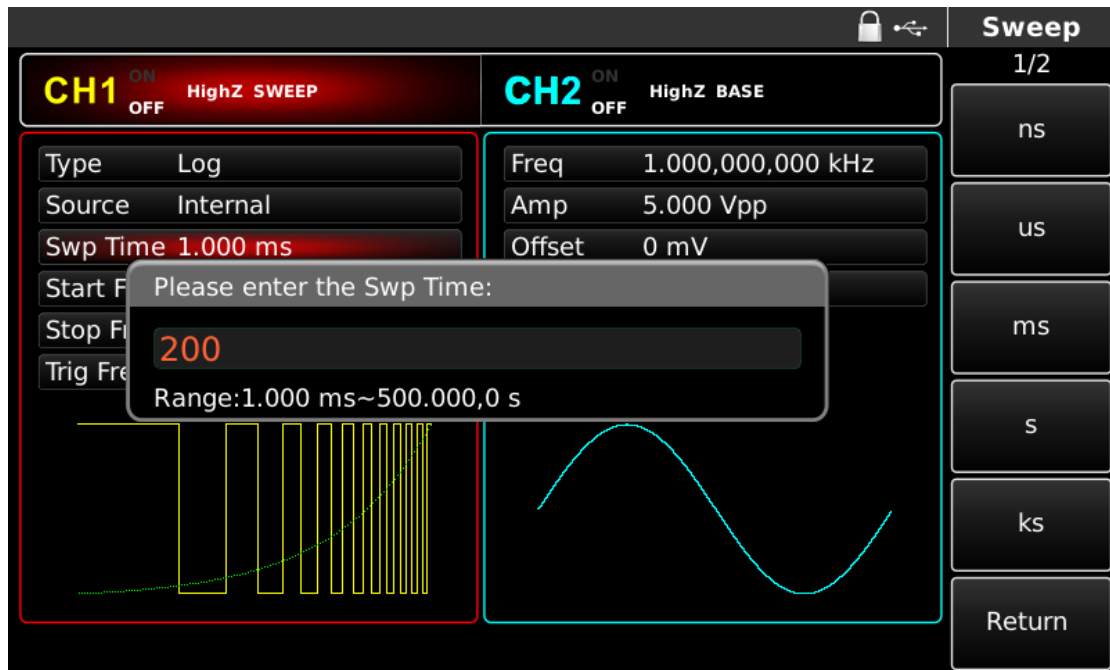 Sweep
1/2
CH1 ON OFF HighZ SWEEP
CH2 ON OFF HighZ BASE
Type Log
Source Internal
Swp Time 1.000 ms
Start F
Stop Fr
Trig Fre
Freq 1.000,000,000 kHz
Amp 5.000 Vpp
Offset 0 mV
Please enter the Swp Time:
200
Range:1.000 ms~500.000,0 s
ns
us
ms
s
ks
Return